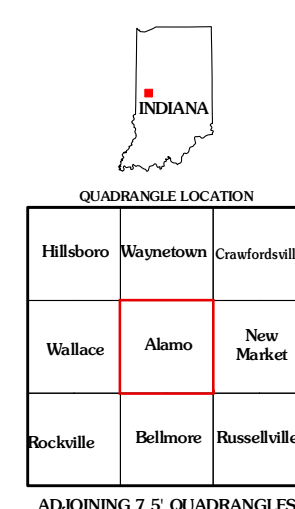 INDIANA
QUADRANGLE LOCATION
Hillsboro Waynetown Crawfordsvill
Wallace Alamo New Market
Rockville Bellmore Russellville
ADJOINING 7.5' QUADRANGLES